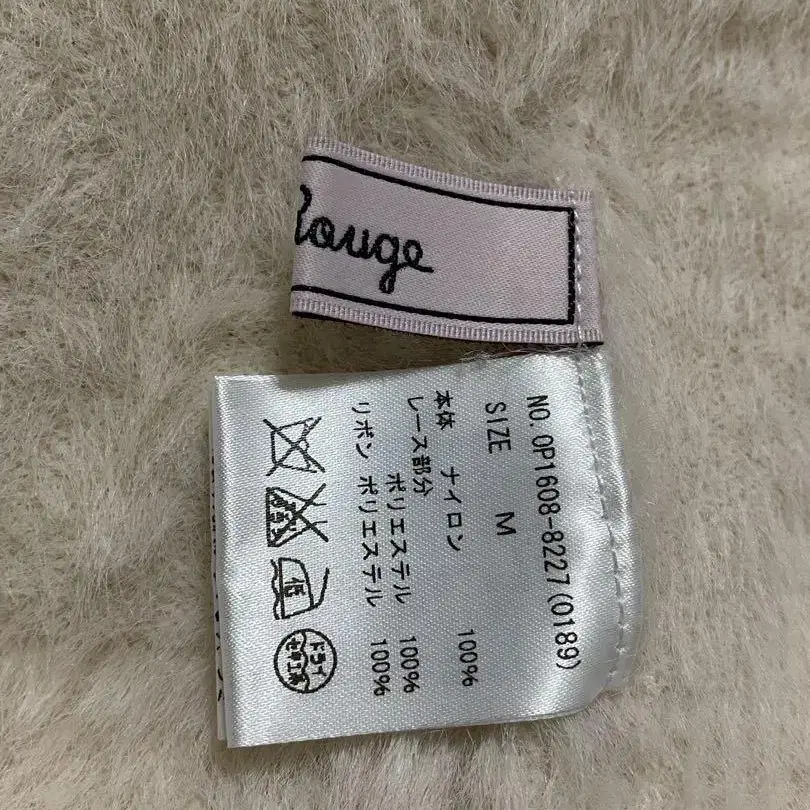 Rouge
NO.OP1608-8227(0189)
SIZE M
本体 ナイロン 100%
レース部分
ポリエステル 100%
リボン ポリエステル 100%
低
ドライ